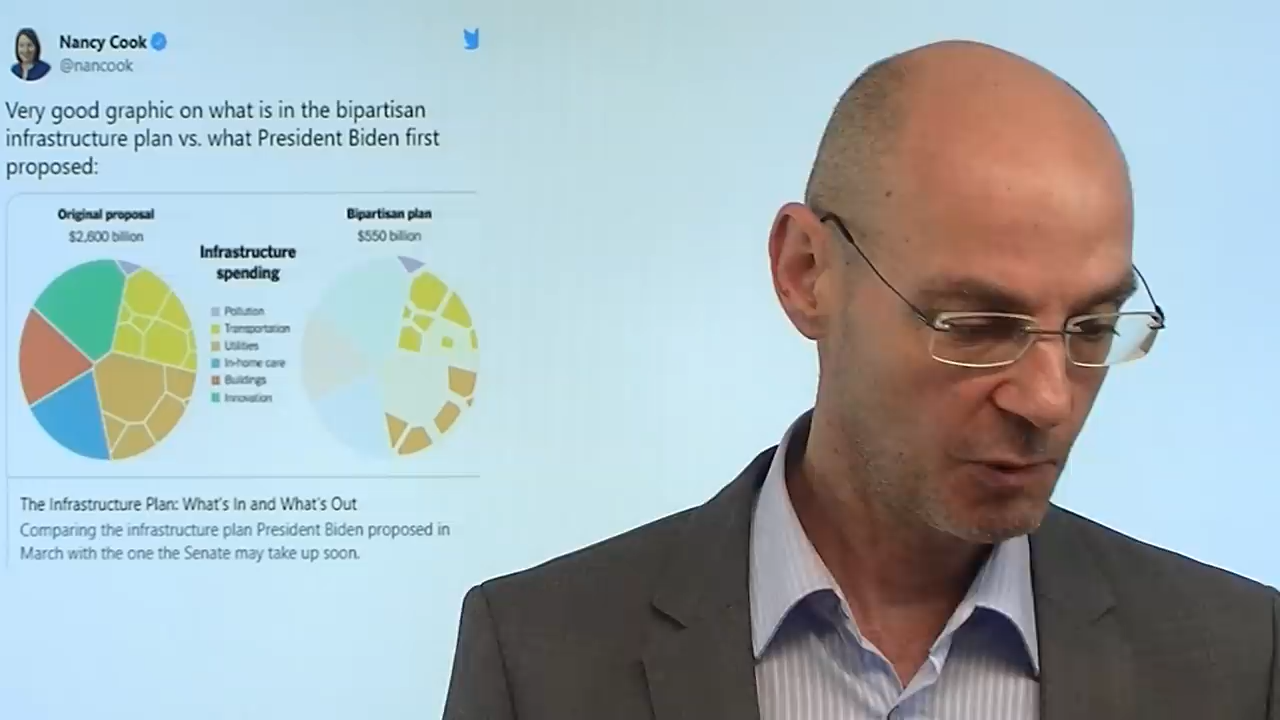 Nancy Cook
@nancook
Very good graphic on what is in the bipartisan
infrastructure plan vs. what President Biden first
proposed:
Original proposal
$2,600 billion
Bipartisan plan
$550 billion
Infrastructure
spending
Pollution
Transportation
Utilities
In-home care
Buildings
Innovation
The Infrastructure Plan: What's In and What's Out
Comparing the infrastructure plan President Biden proposed in
March with the one the Senate may take up soon.